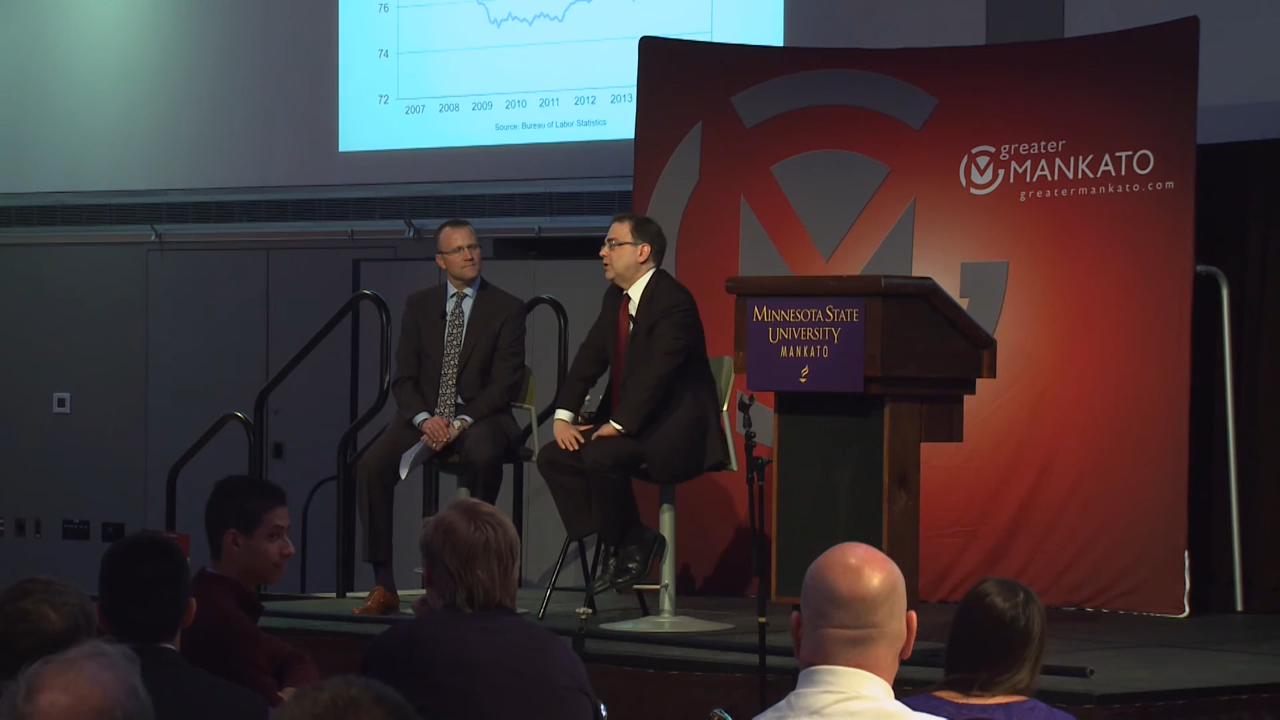 76
74
72
2007 2008 2009 2010 2011 2012 2013
Source: Bureau of Labor Statistics
greater
MANKATO
greatermankato.com
MINNESOTA STATE
UNIVERSITY
MANKATO